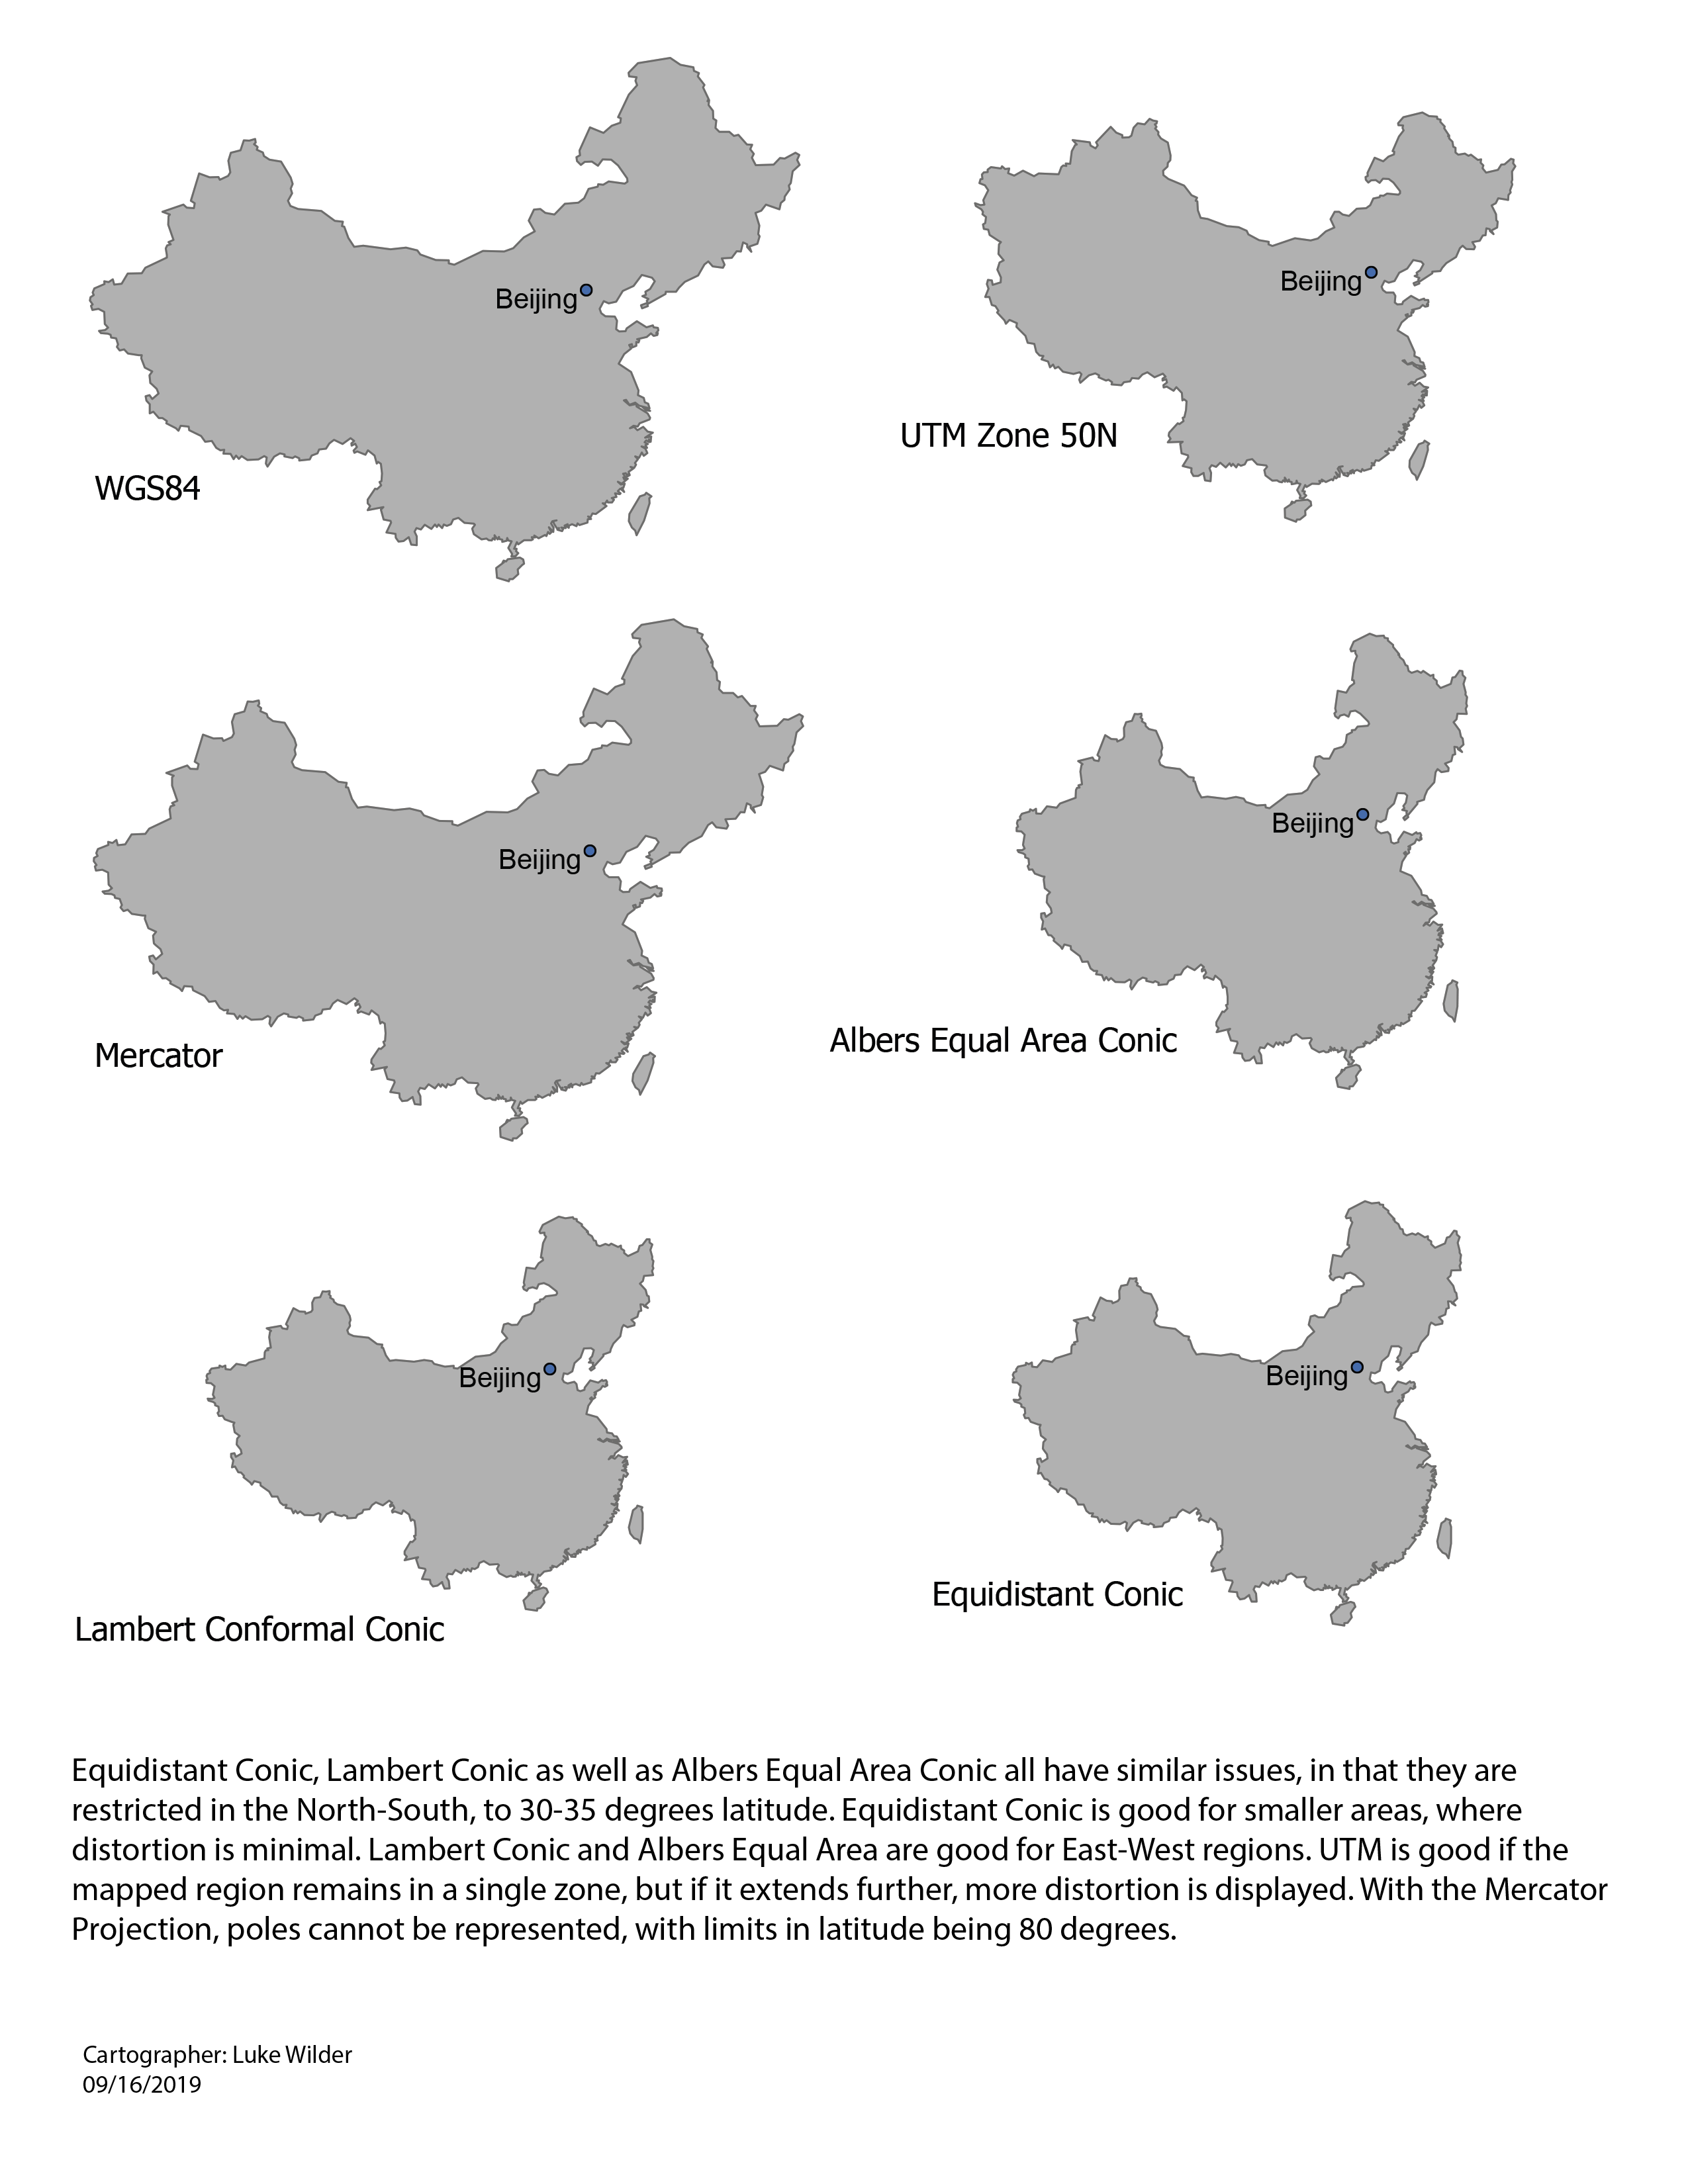 Beijing
WGS84
Beijing
UTM Zone 50N
Beijing
Mercator
Beijing
Albers Equal Area Conic
Beijing
Lambert Conformal Conic
Beijing
Equidistant Conic
Equidistant Conic, Lambert Conic as well as Albers Equal Area Conic all have similar issues, in that they are
restricted in the North-South, to 30-35 degrees latitude. Equidistant Conic is good for smaller areas, where
distortion is minimal. Lambert Conic and Albers Equal Area are good for East-West regions. UTM is good if the
mapped region remains in a single zone, but if it extends further, more distortion is displayed. With the Mercator
Projection, poles cannot be represented, with limits in latitude being 80 degrees.
Cartographer: Luke Wilder
09/16/2019